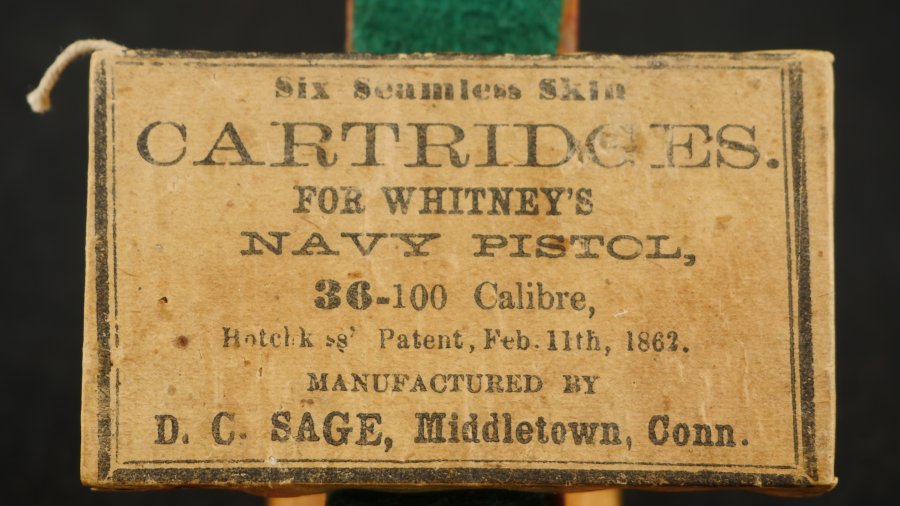 Six Seamless Skin
CARTRIDGES.
FOR WHITNEY'S
NAVY PISTOL,
36-100 Calibre,
Hotchkiss' Patent, Feb. 11th, 1862.
MANUFACTURED BY
D. C. SAGE, Middletown, Conn.